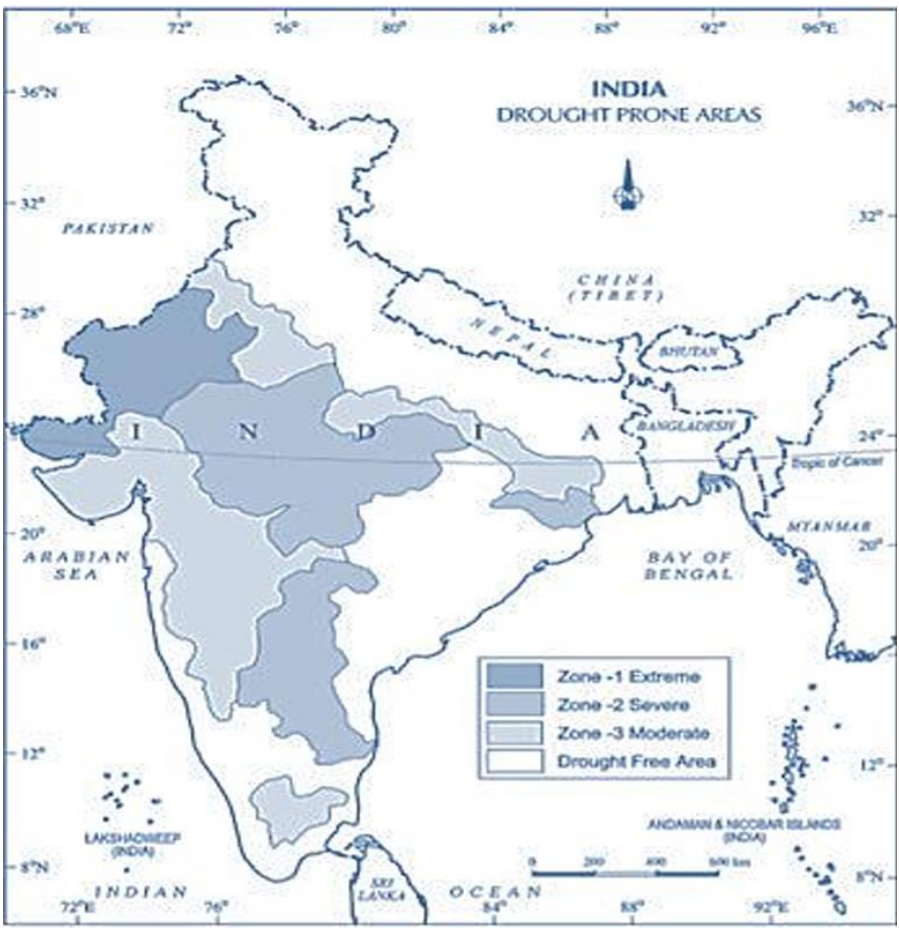 68°E 72° 76° 80° 84° 88° 92° 96°E
36°N
INDIA
DROUGHT PRONE AREAS
36°N
N
32°
32°
PAKISTAN
CHINA
(TIBET)
28°
28°
NEPAL
BHUTAN
I N D I A
BANGLADESH
24°
Tropic of Cancer
MYANMAR
20°
20°
ARABIAN
SEA
BAY OF
BENGAL
16°
Zone -1 Extreme
Zone -2 Severe
Zone -3 Moderate
Drought Free Area
12°
12°
LAKSHADWEEP
(INDIA)
ANDAMAN & NICOBAR ISLANDS
(INDIA)
0 200 400 600 km
8°N
8°N
INDIAN OCEAN
SRI
LANKA
72°E 76° 84° 88° 92°E